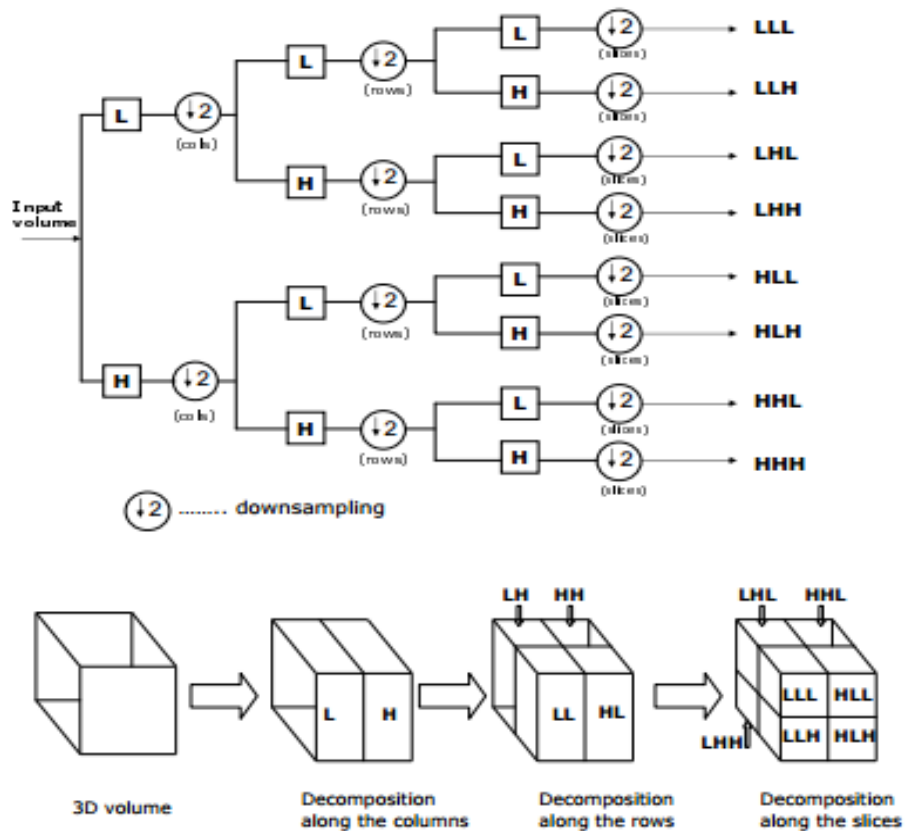 L ↓2 (slices) LLL
L ↓2 (rows)
H ↓2 (slices) LLH
L ↓2 (cols)
L ↓2 (slices) LHL
H ↓2 (rows)
H ↓2 (slices) LHH
Input
volume
L ↓2 (slices) HLL
L ↓2 (rows)
H ↓2 (slices) HLH
H ↓2 (cols)
L ↓2 (slices) HHL
H ↓2 (rows)
H ↓2 (slices) HHH
↓2 ........ downsampling
LH HH
LHL HHL
L H
LL HL
LLL HLL
LLH HLH
LHH
3D volume
Decomposition
along the columns
Decomposition
along the rows
Decomposition
along the slices